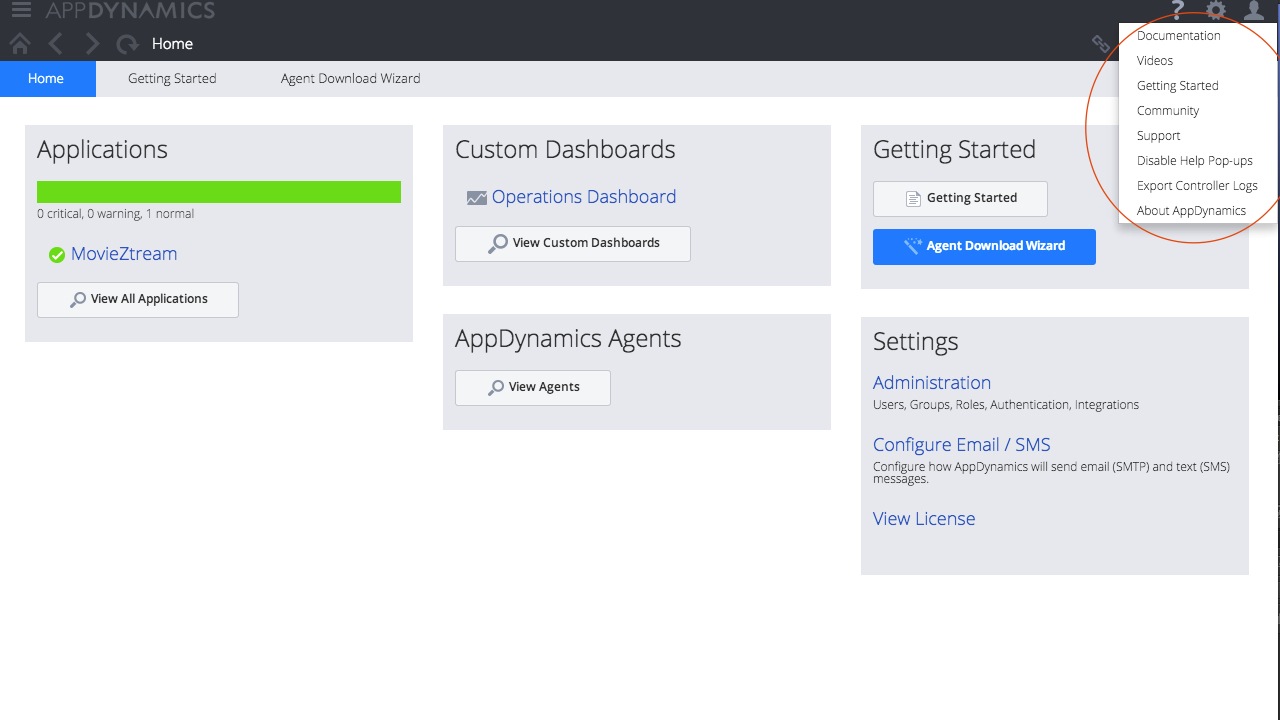 APPDYNAMICS
?
Home
Home
Getting Started
Agent Download Wizard
Documentation
Videos
Getting Started
Community
Support
Disable Help Pop-ups
Export Controller Logs
About AppDynamics
Applications
0 critical, 0 warning, 1 normal
MovieZtream
View All Applications
Custom Dashboards
Operations Dashboard
View Custom Dashboards
AppDynamics Agents
View Agents
Getting Started
Getting Started
Agent Download Wizard
Settings
Administration
Users, Groups, Roles, Authentication, Integrations
Configure Email / SMS
Configure how AppDynamics will send email (SMTP) and text (SMS)
messages.
View License